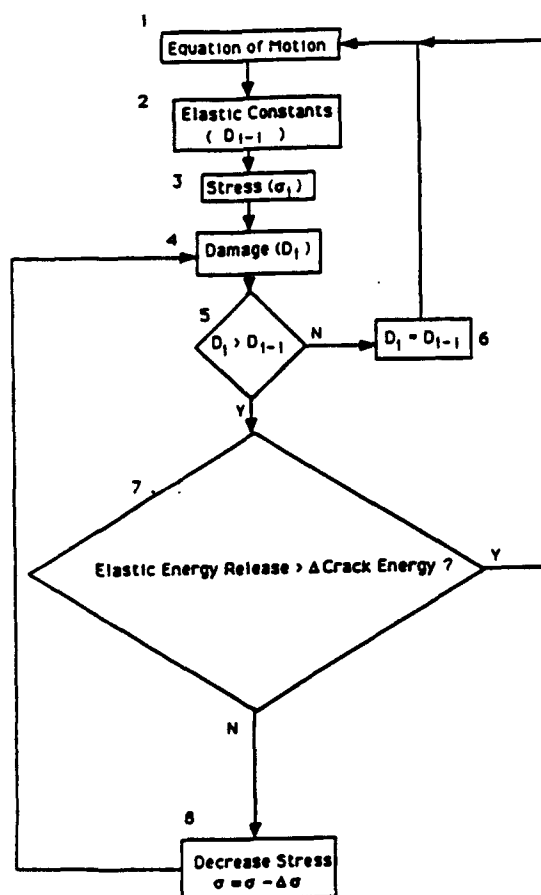 1
Equation of Motion
2
Elastic Constants
( D₁₋₁ )
3
Stress (σ₁)
4
Damage (D₁)
5
D₁ > D₁₋₁
N
D₁ = D₁₋₁
6
Y
7
Elastic Energy Release > Δ Crack Energy ?
Y
N
8
Decrease Stress
σ = σ - Δσ